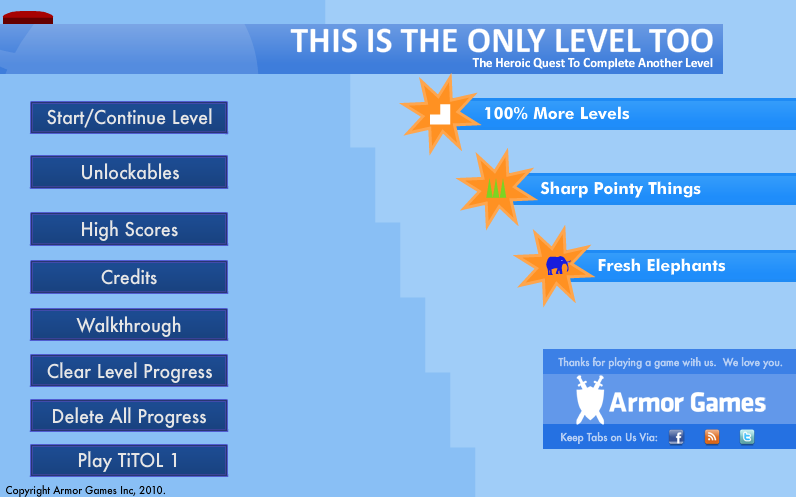 THIS IS THE ONLY LEVEL TOO
The Heroic Quest To Complete Another Level
Start/Continue Level
Unlockables
High Scores
Credits
Walkthrough
Clear Level Progress
Delete All Progress
Play TiTOL 1
100% More Levels
Sharp Pointy Things
Fresh Elephants
Thanks for playing a game with us. We love you.
Armor Games
Keep Tabs on Us Via:
Copyright Armor Games Inc, 2010.